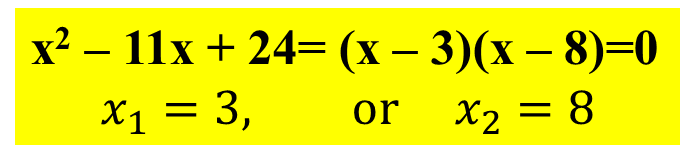 x² – 11x + 24= (x – 3)(x – 8)=0
x₁ = 3, or x₂ = 8